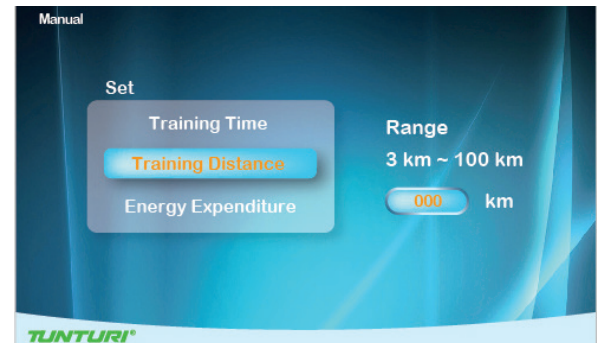 Manual
Set
Training Time
Training Distance
Energy Expenditure
Range
3 km ~ 100 km
000 km
TUNTURI®